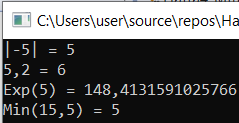 C:\Users\user\source\repos\Ha
|-5| = 5
5,2 = 6
Exp(5) = 148,4131591025766
Min(15,5) = 5